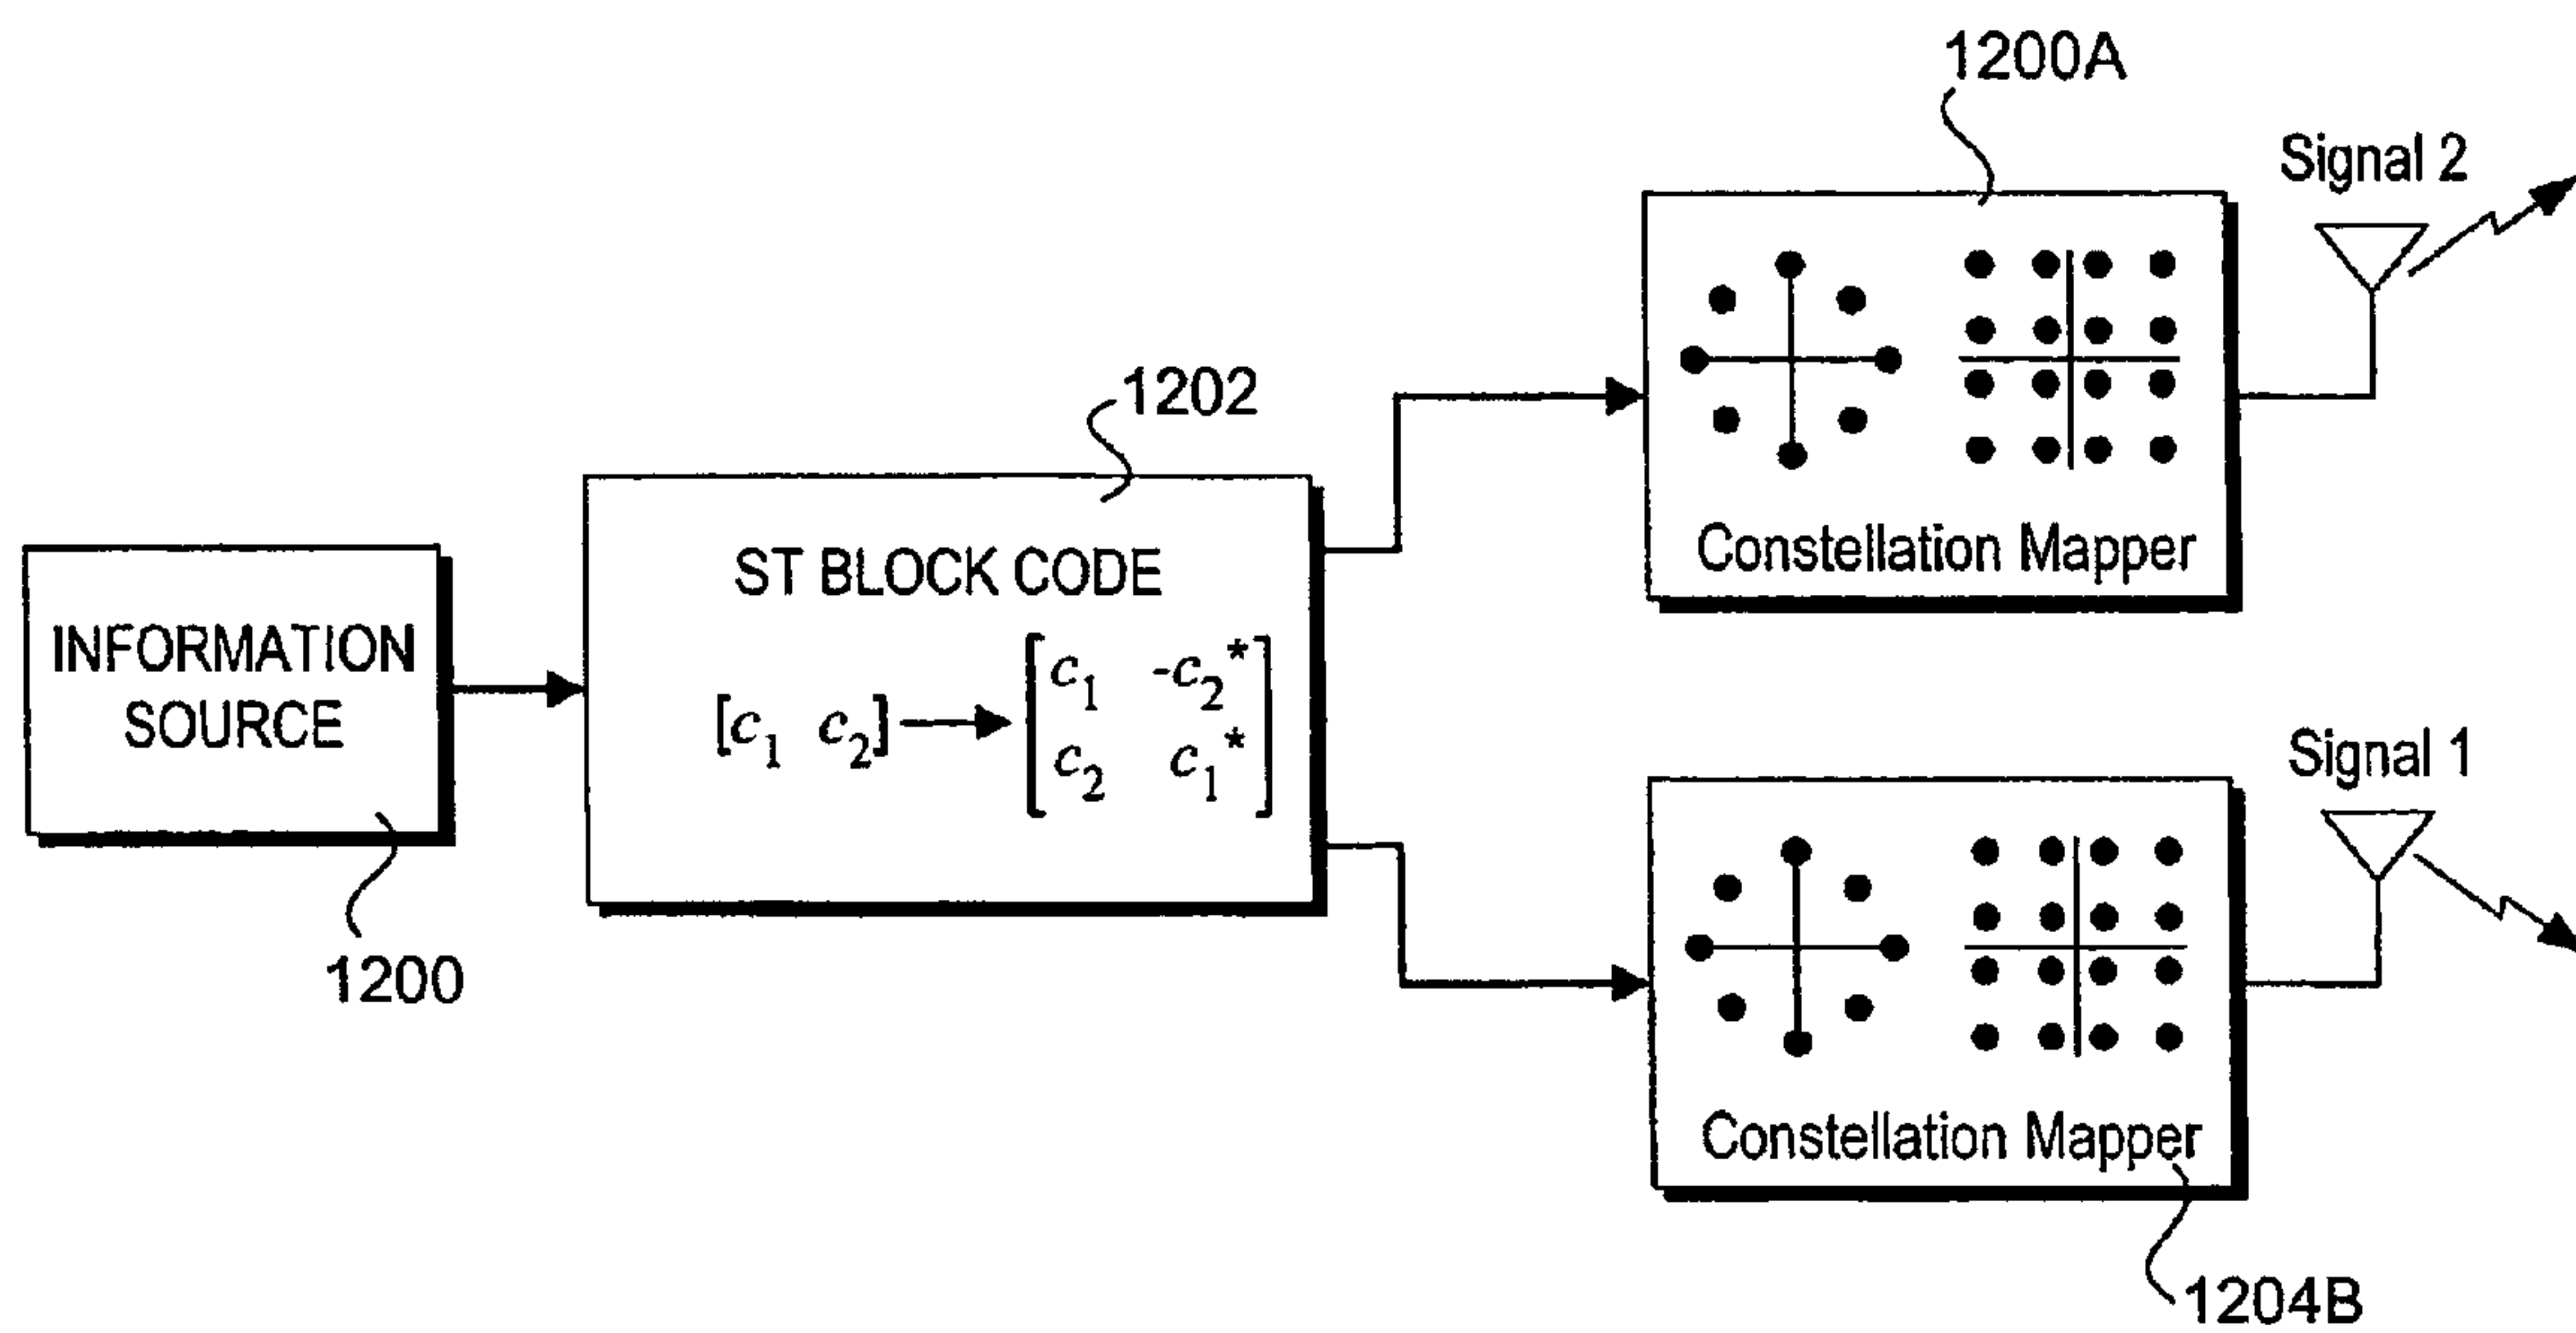 1200A
Signal 2
Constellation Mapper
1202
ST BLOCK CODE
[c₁ c₂] → [c₁ -c₂*
c₂ c₁*]
INFORMATION
SOURCE
1200
Signal 1
Constellation Mapper
1204B